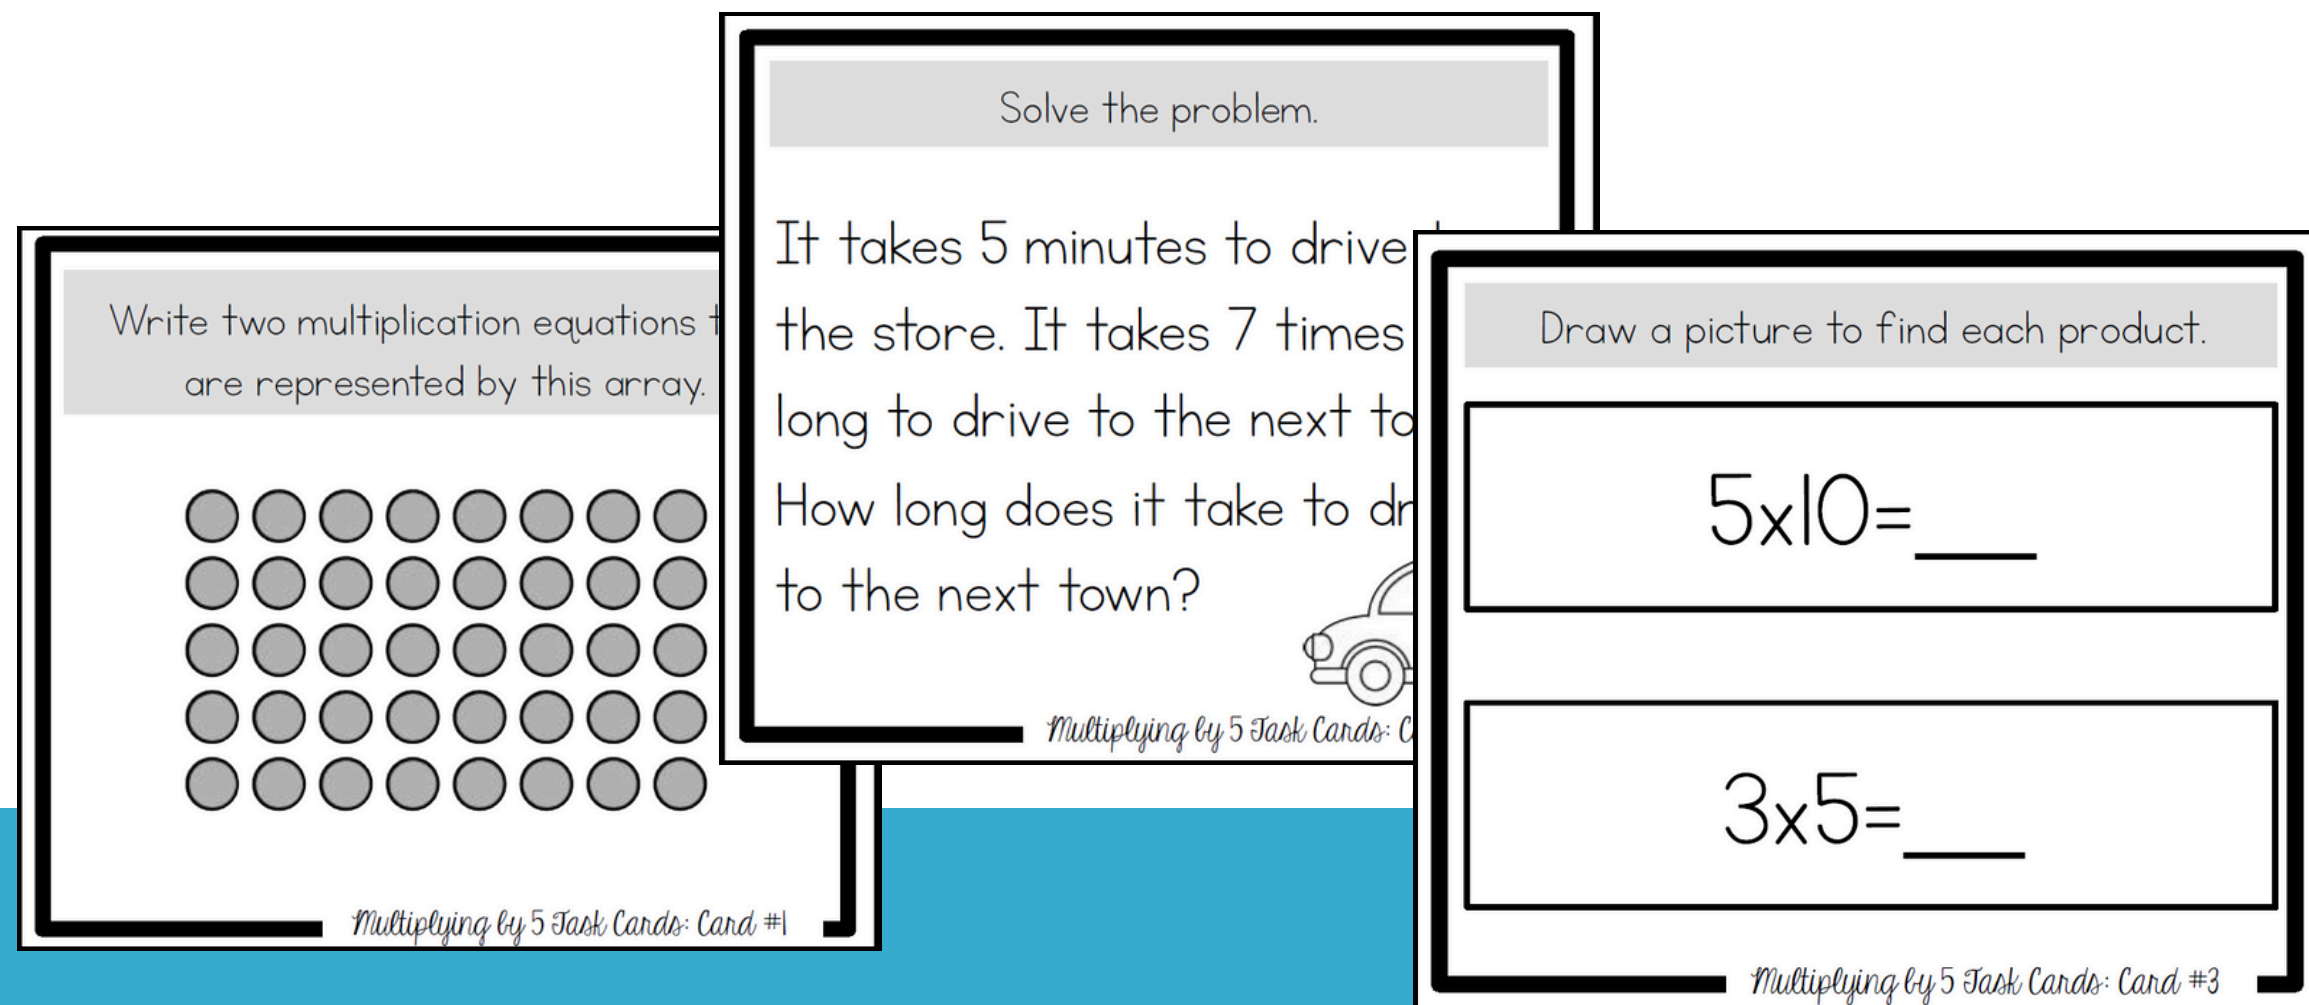 Write two multiplication equations
are represented by this array.
Multiplying by 5 Task Cards: Card #1
Solve the problem.
It takes 5 minutes to drive
the store. It takes 7 times
long to drive to the next
How long does it take to
to the next town?
Multiplying by 5 Task Cards:
Draw a picture to find each product.
5x10=___
3x5=___
Multiplying by 5 Task Cards: Card #3